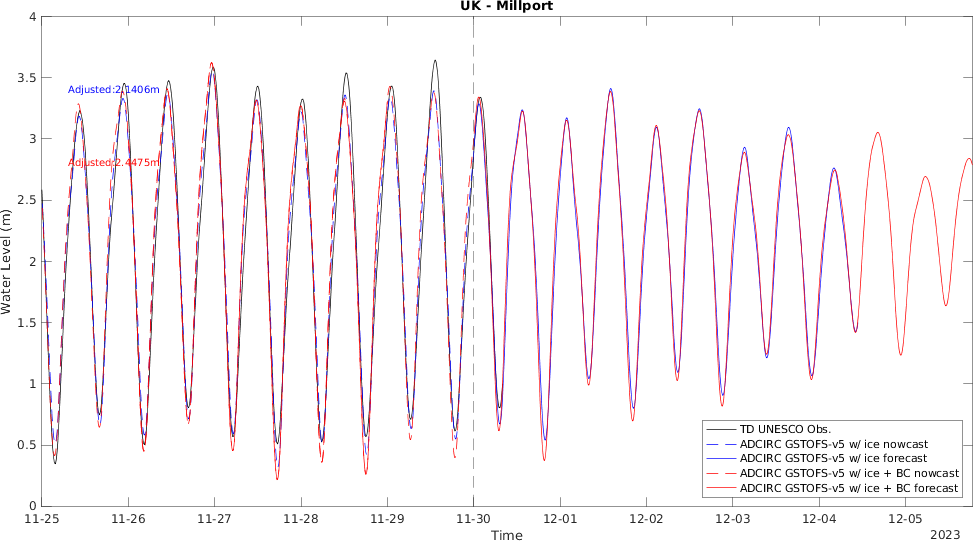 UK - Millport
4
3.5
3
2.5
2
1.5
1
0.5
0
Water Level (m)
Adjusted:2.1406m
Adjusted:2.4475m
TD UNESCO Obs.
ADCIRC GSTOFS-v5 w/ ice nowcast
ADCIRC GSTOFS-v5 w/ ice forecast
ADCIRC GSTOFS-v5 w/ ice + BC nowcast
ADCIRC GSTOFS-v5 w/ ice + BC forecast
11-25 11-26 11-27 11-28 11-29 11-30 12-01 12-02 12-03 12-04 12-05
Time
2023